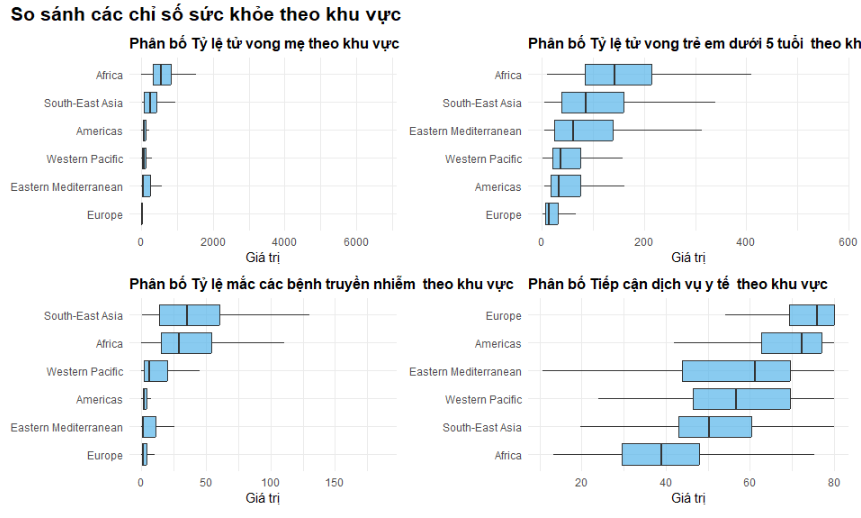 So sánh các chỉ số sức khỏe theo khu vực
Phân bố Tỷ lệ tử vong mẹ theo khu vực
Africa
South-East Asia
Americas
Western Pacific
Eastern Mediterranean
Europe
0 2000 4000 6000
Giá trị
Phân bố Tỷ lệ tử vong trẻ em dưới 5 tuổi theo kh
Africa
South-East Asia
Eastern Mediterranean
Western Pacific
Americas
Europe
0 200 400 600
Giá trị
Phân bố Tỷ lệ mắc các bệnh truyền nhiễm theo khu vực
South-East Asia
Africa
Western Pacific
Americas
Eastern Mediterranean
Europe
0 50 100 150
Giá trị
Phân bố Tiếp cận dịch vụ y tế theo khu vực
Europe
Americas
Eastern Mediterranean
Western Pacific
South-East Asia
Africa
20 40 60 80
Giá trị